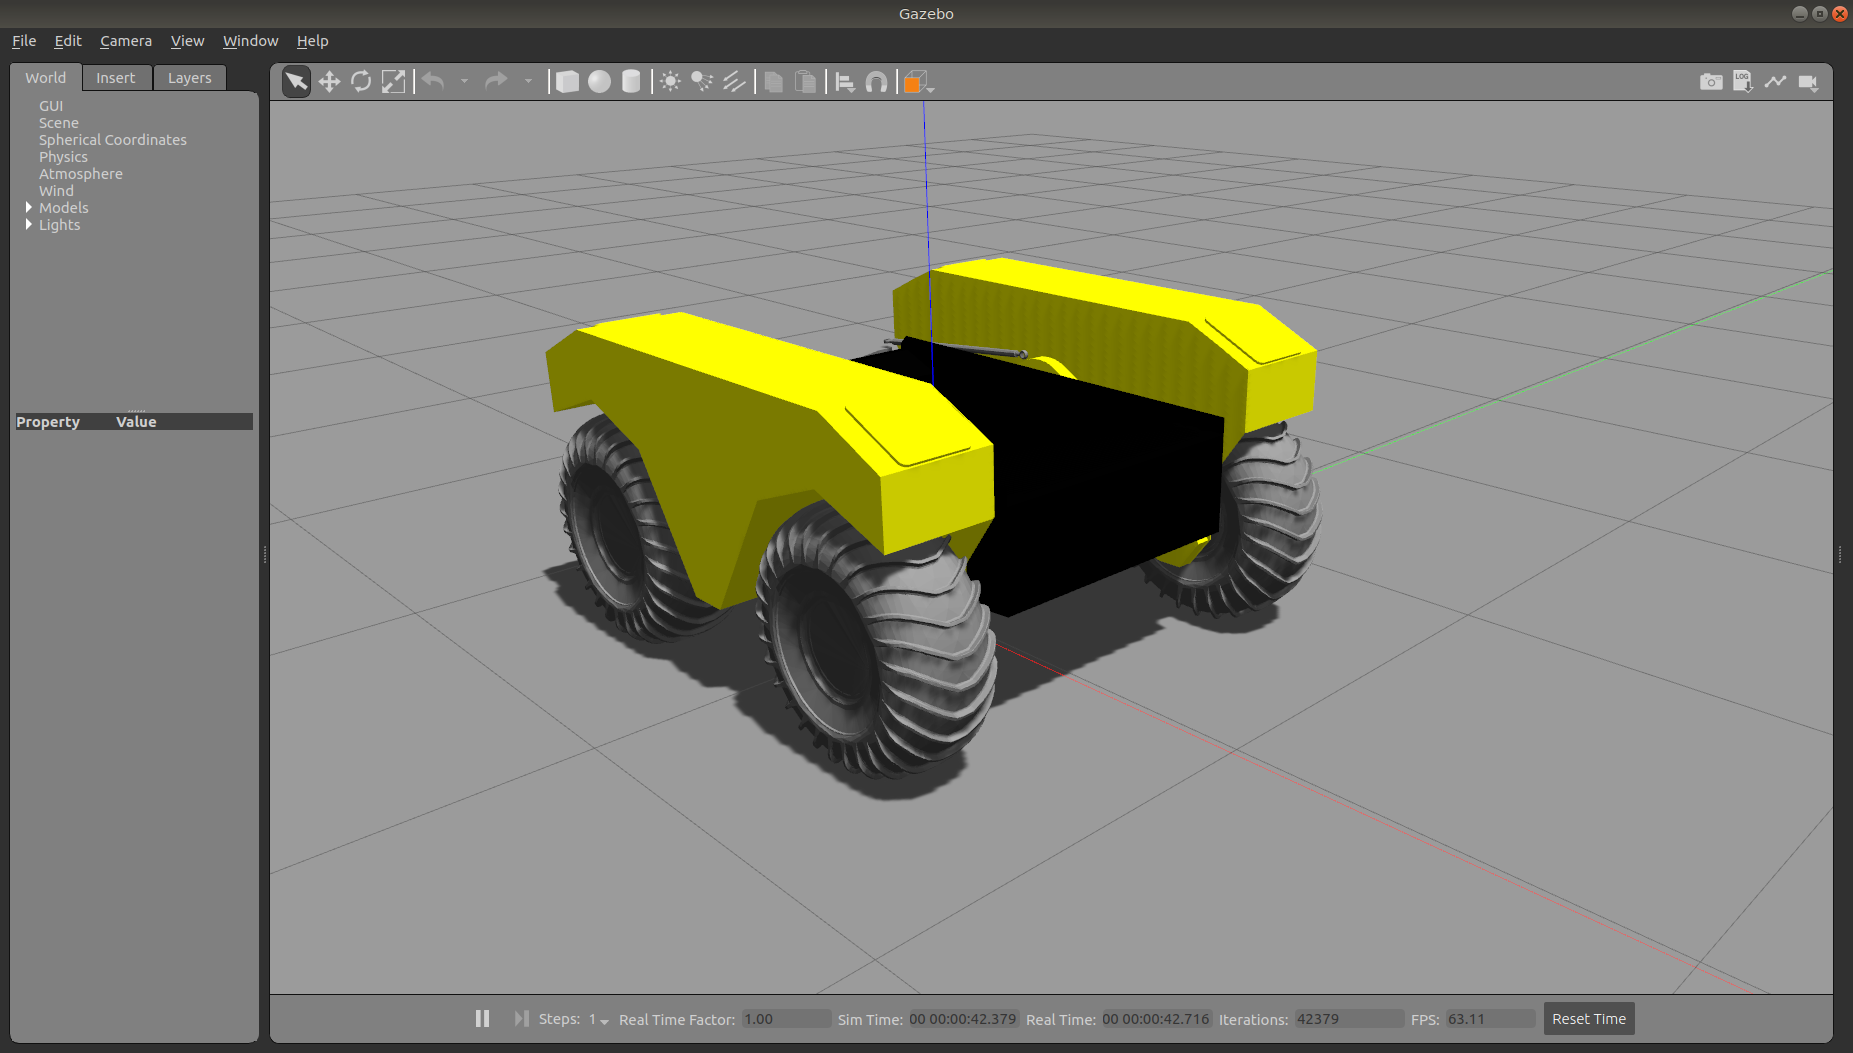 Gazebo
File Edit Camera View Window Help
World Insert Layers
LOG
GUI
Scene
Spherical Coordinates
Physics
Atmosphere
Wind
Models
Lights
Property Value
Steps: 1 Real Time Factor: 1.00 Sim Time: 00 00:00:42.379 Real Time: 00 00:00:42.716 Iterations: 42379 FPS: 63.11 Reset Time